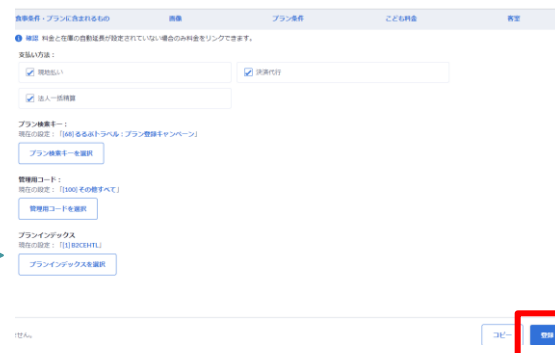 食事条件・プランに含まれるもの 画像 プラン条件 こども料金 客室
確認 料金と在庫の自動延長が設定されていない場合のみ料金をリンクできます。
支払い方法：
現地払い 決済代行
法人一括精算
プラン検索キー：
現在の設定：「[68]るるぶトラベル：プラン登録キャンペーン」
プラン検索キーを選択
管理用コード：
現在の設定：「[100]その他すべて」
管理用コードを選択
プランインデックス
現在の設定：「[1]B2CEHTL」
プランインデックスを選択
ません。 コピー 登録